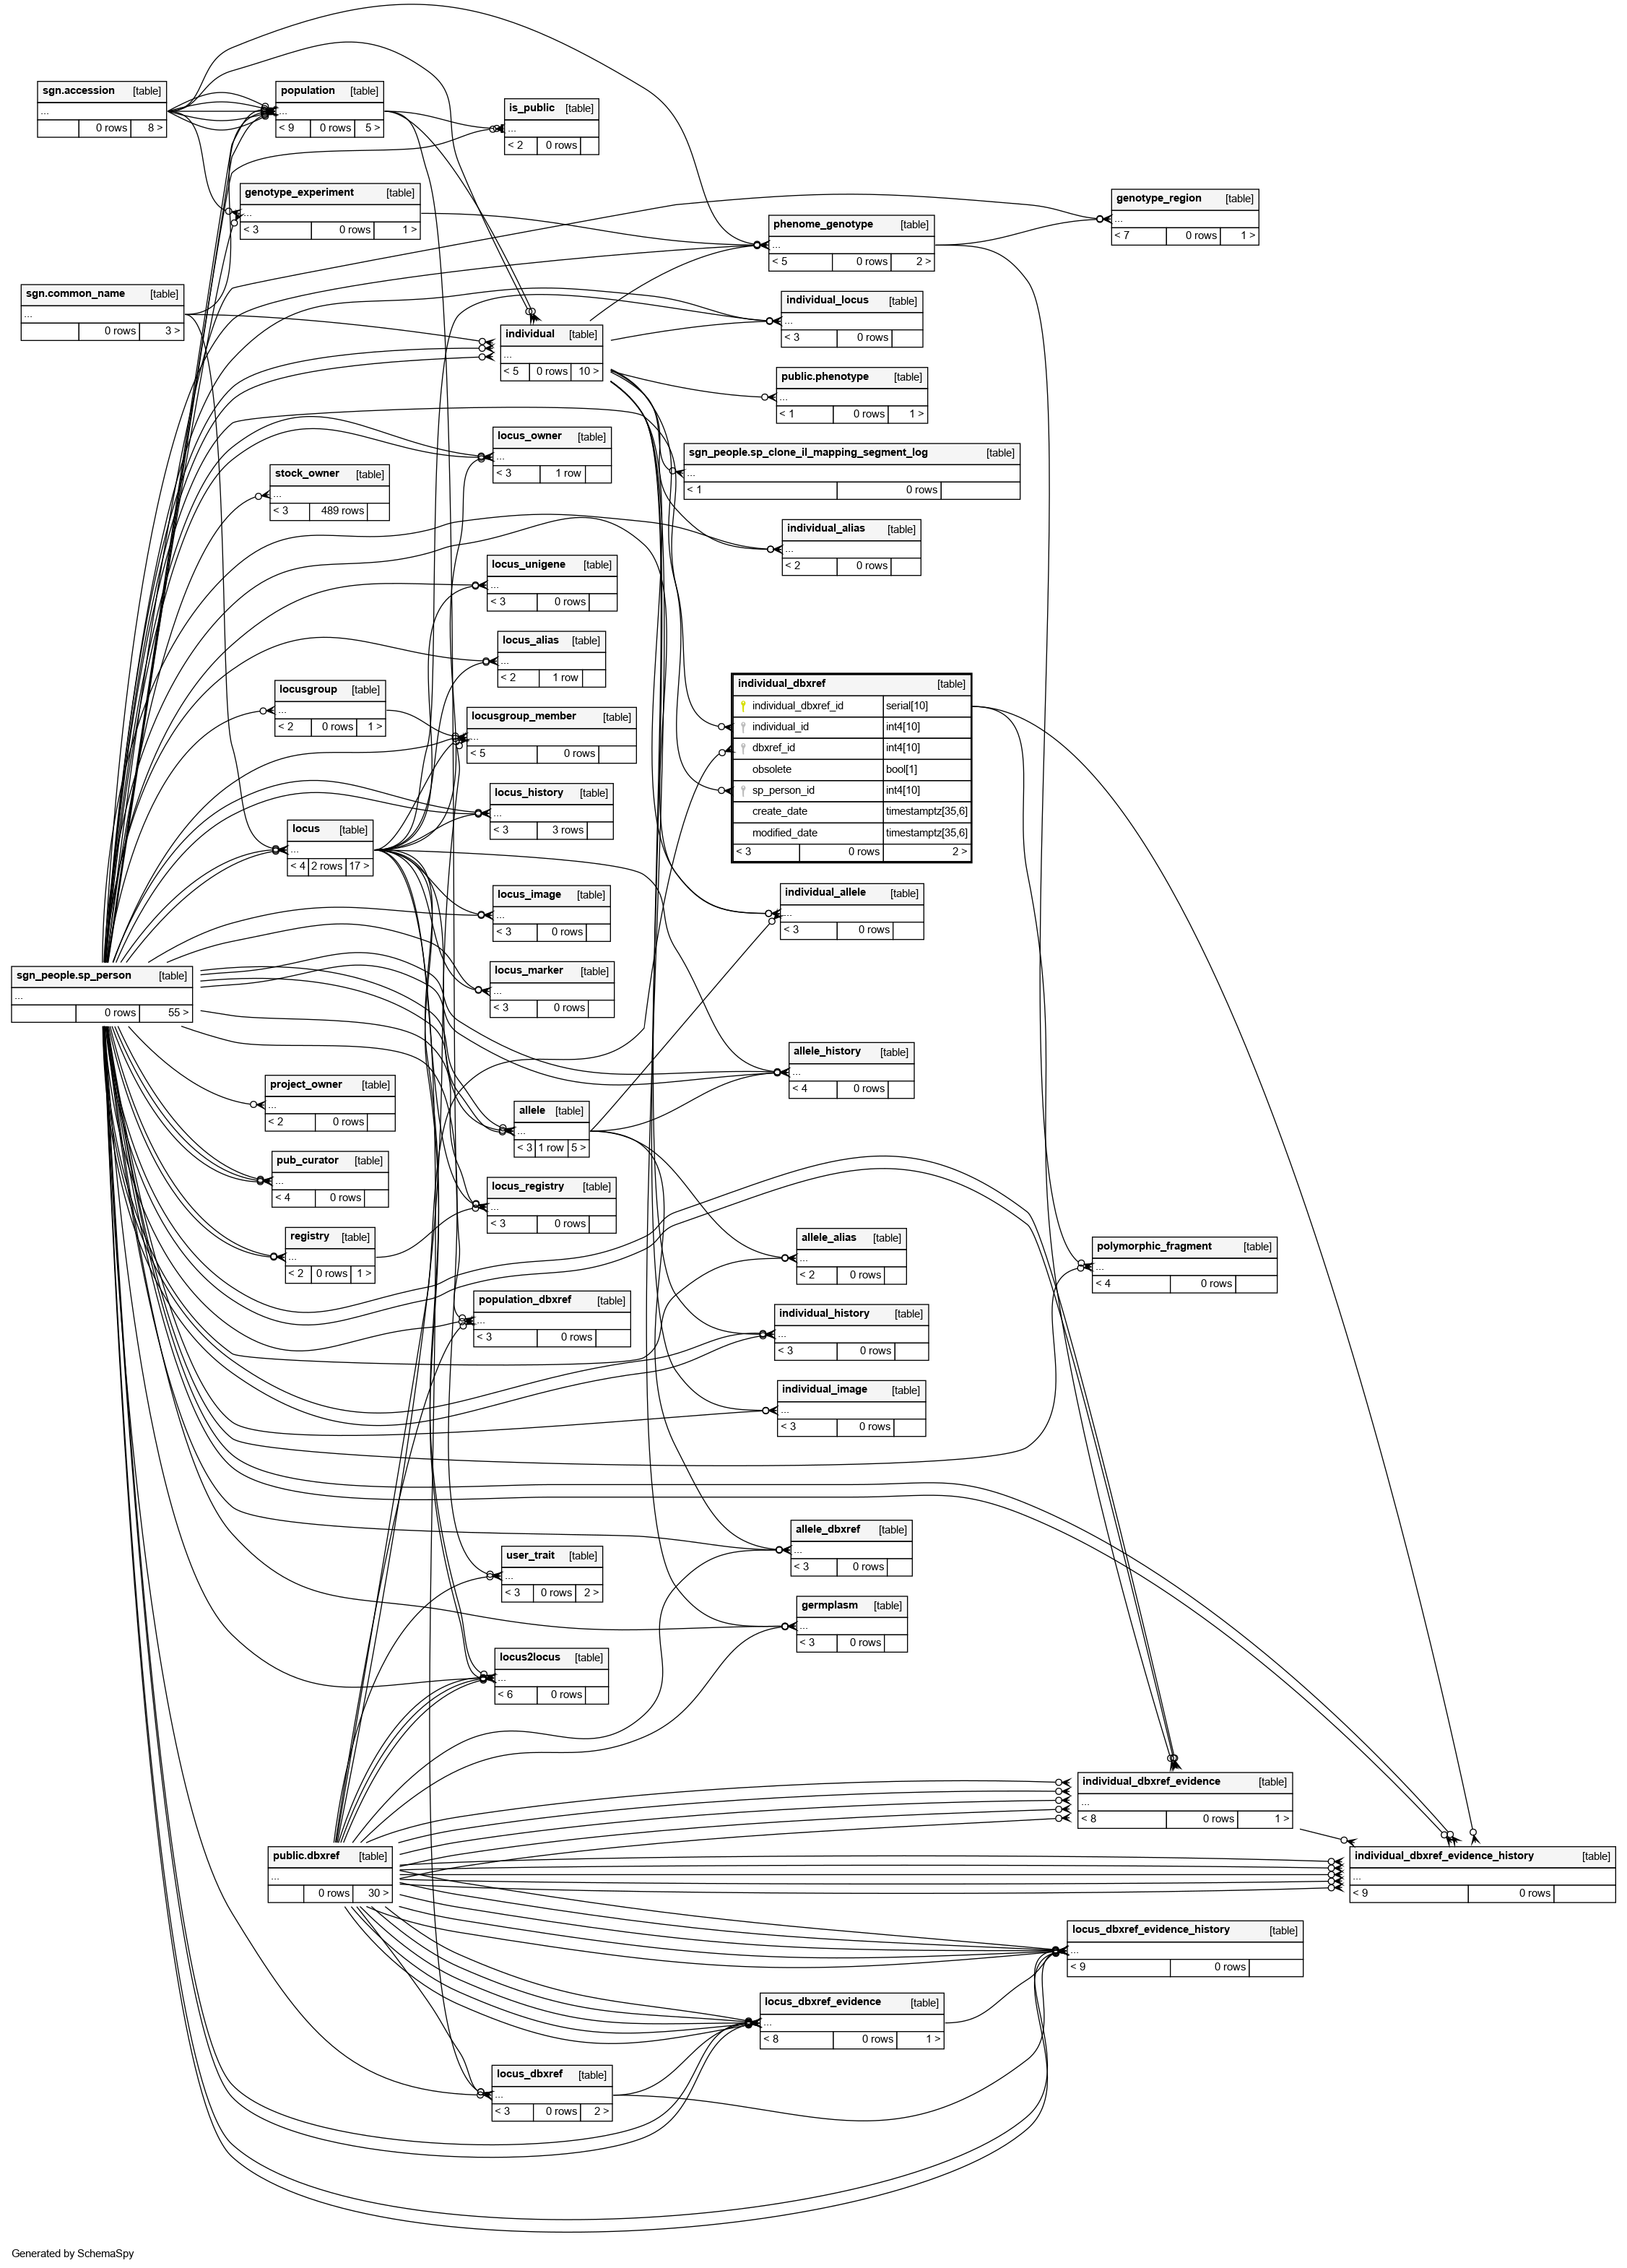 sgn.accession [table]
...
0 rows 8 >
population [table]
...
< 9 0 rows 5 >
is_public [table]
...
< 2 0 rows
genotype_experiment [table]
...
< 3 0 rows 1 >
genotype_region [table]
...
< 7 0 rows 1 >
phenome_genotype [table]
...
< 5 0 rows 2 >
sgn.common_name [table]
...
0 rows 3 >
individual_locus [table]
...
< 3 0 rows
individual [table]
...
< 5 0 rows 10 >
public.phenotype [table]
...
< 1 0 rows 1 >
locus_owner [table]
...
< 3 1 row
sgn_people.sp_clone_il_mapping_segment_log [table]
...
< 1 0 rows
stock_owner [table]
...
< 3 489 rows
individual_alias [table]
...
< 2 0 rows
locus_unigene [table]
...
< 3 0 rows
locus_alias [table]
...
< 2 1 row
individual_dbxref [table]
individual_dbxref_id serial[10]
individual_id int4[10]
dbxref_id int4[10]
obsolete bool[1]
sp_person_id int4[10]
create_date timestamptz[35,6]
modified_date timestamptz[35,6]
< 3 0 rows 2 >
locusgroup [table]
...
< 2 0 rows 1 >
locusgroup_member [table]
...
< 5 0 rows
locus_history [table]
...
< 3 3 rows
locus [table]
...
< 4 2 rows 17 >
locus_image [table]
...
< 3 0 rows
individual_allele [table]
...
< 3 0 rows
locus_marker [table]
...
< 3 0 rows
sgn_people.sp_person [table]
...
0 rows 55 >
allele_history [table]
...
< 4 0 rows
project_owner [table]
...
< 2 0 rows
allele [table]
...
< 3 1 row 5 >
pub_curator [table]
...
< 4 0 rows
locus_registry [table]
...
< 3 0 rows
registry [table]
...
< 2 0 rows 1 >
allele_alias [table]
...
< 2 0 rows
polymorphic_fragment [table]
...
< 4 0 rows
population_dbxref [table]
...
< 3 0 rows
individual_history [table]
...
< 3 0 rows
individual_image [table]
...
< 3 0 rows
allele_dbxref [table]
...
< 3 0 rows
user_trait [table]
...
< 3 0 rows 2 >
germplasm [table]
...
< 3 0 rows
locus2locus [table]
...
< 6 0 rows
individual_dbxref_evidence [table]
...
< 8 0 rows 1 >
public.dbxref [table]
...
0 rows 30 >
individual_dbxref_evidence_history [table]
...
< 9 0 rows
locus_dbxref_evidence_history [table]
...
< 9 0 rows
locus_dbxref_evidence [table]
...
< 8 0 rows 1 >
locus_dbxref [table]
...
< 3 0 rows 2 >
Generated by SchemaSpy